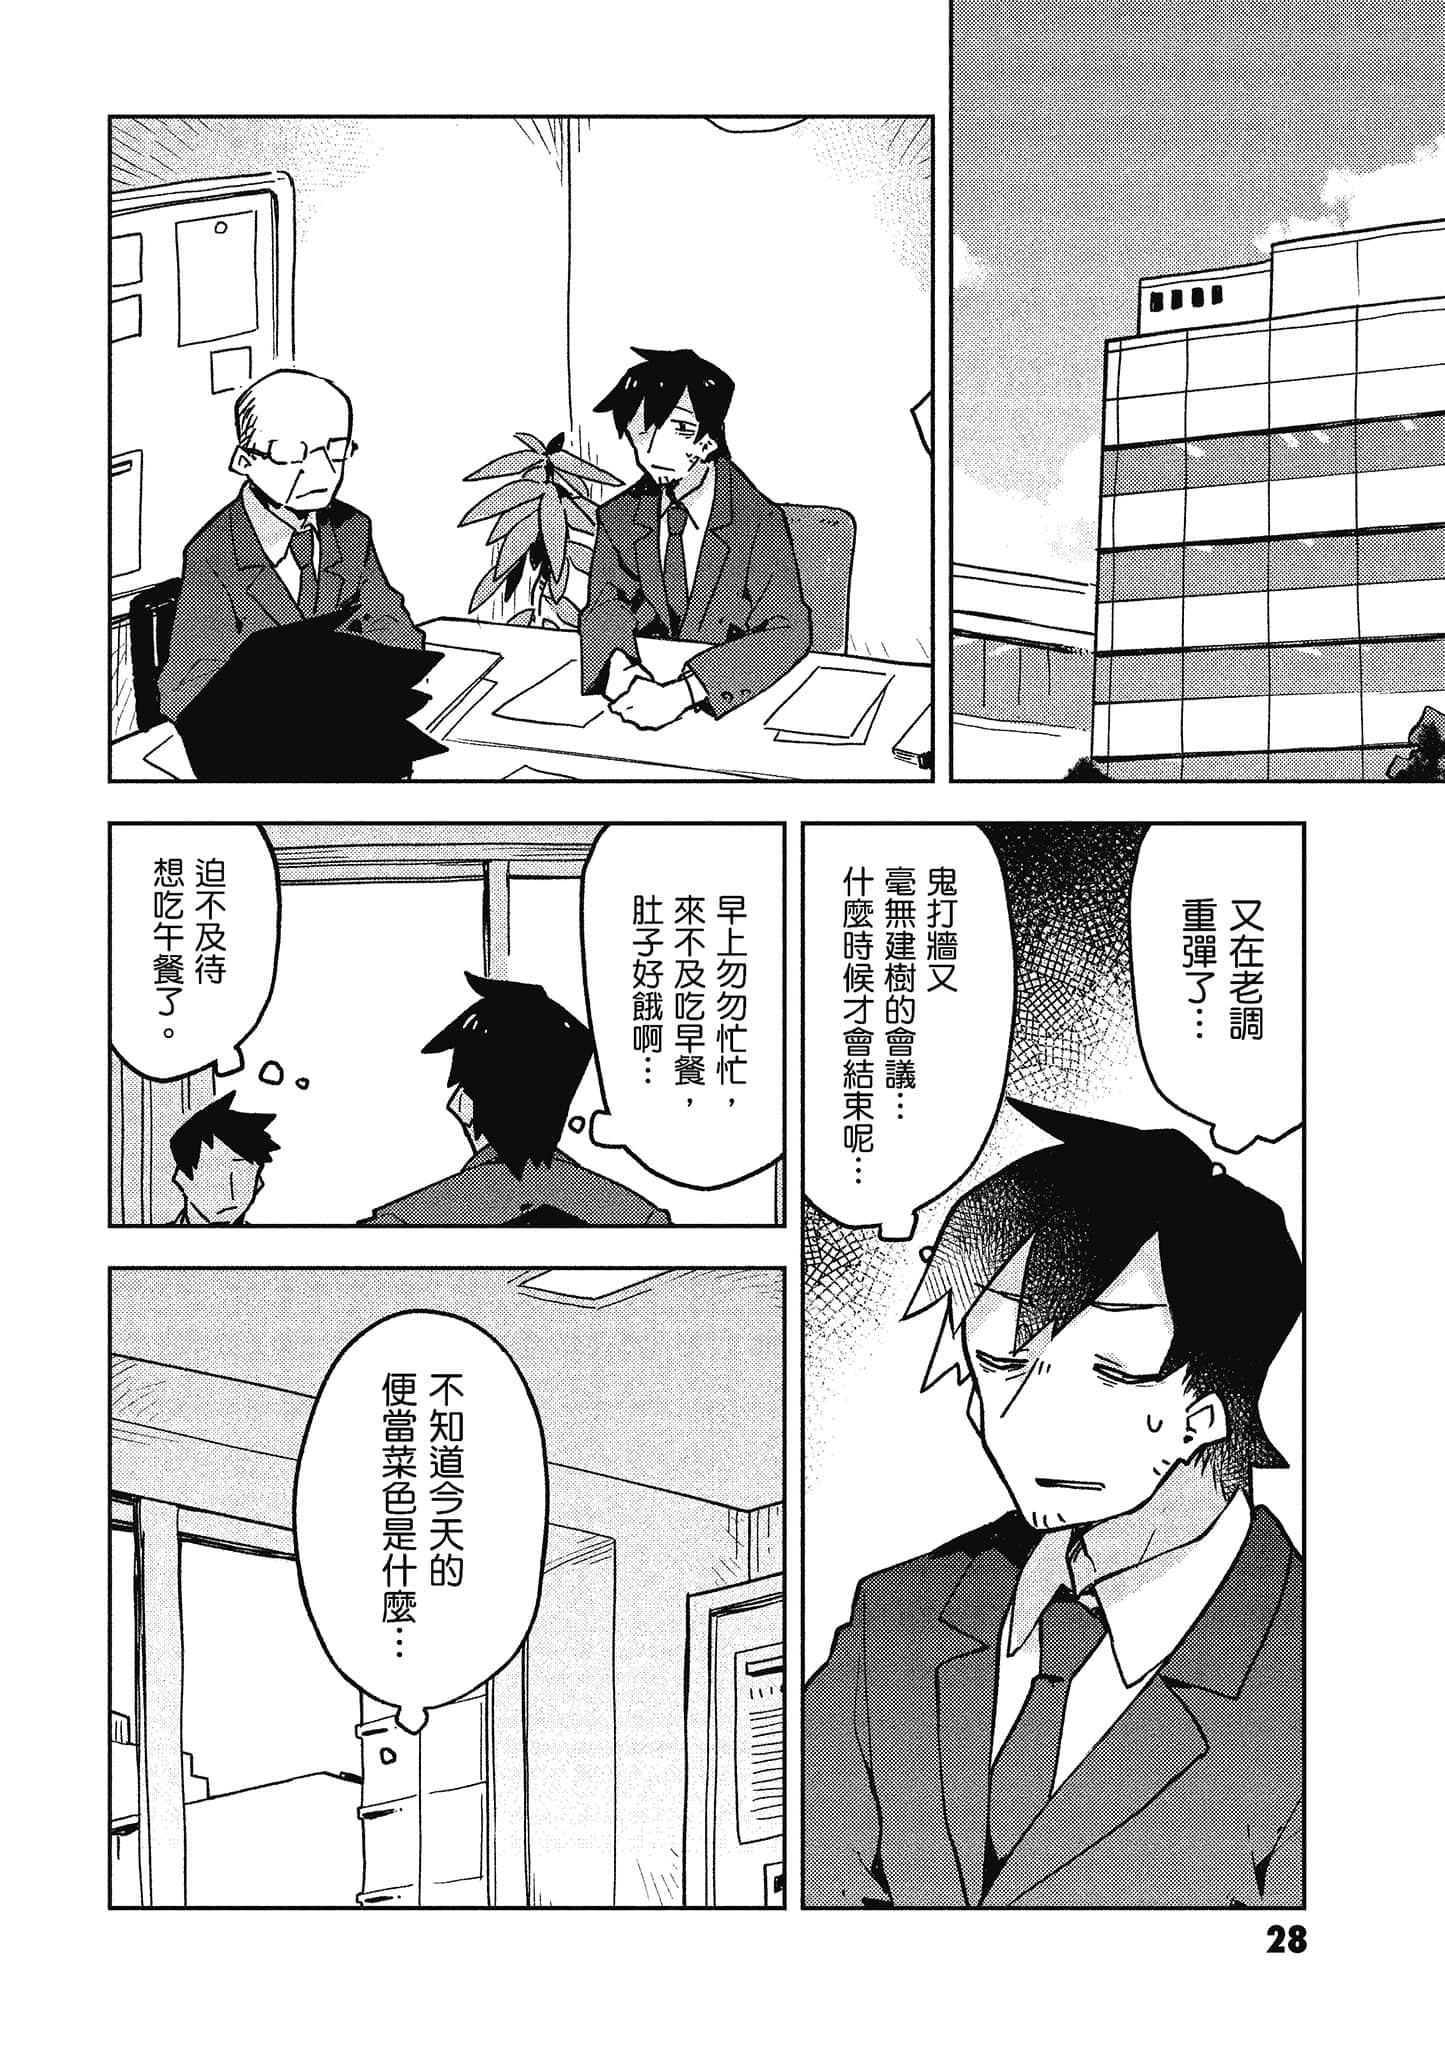 又在老調
重彈了…
鬼打牆又
毫無建樹的會議…
什麼時候才會結束呢…
早上匆匆忙忙，
來不及吃早餐，
肚子好餓啊…
迫不及待
想吃午餐了。
不知道今天的
便當菜色是什麼…
28